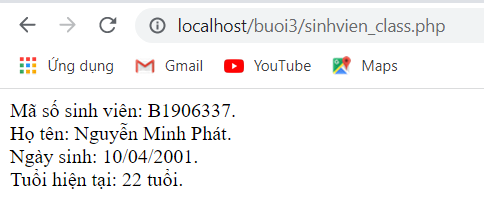 localhost/buoi3/sinhvien_class.php
Ứng dụng Gmail YouTube Maps
Mã số sinh viên: B1906337.
Họ tên: Nguyễn Minh Phát.
Ngày sinh: 10/04/2001.
Tuổi hiện tại: 22 tuổi.